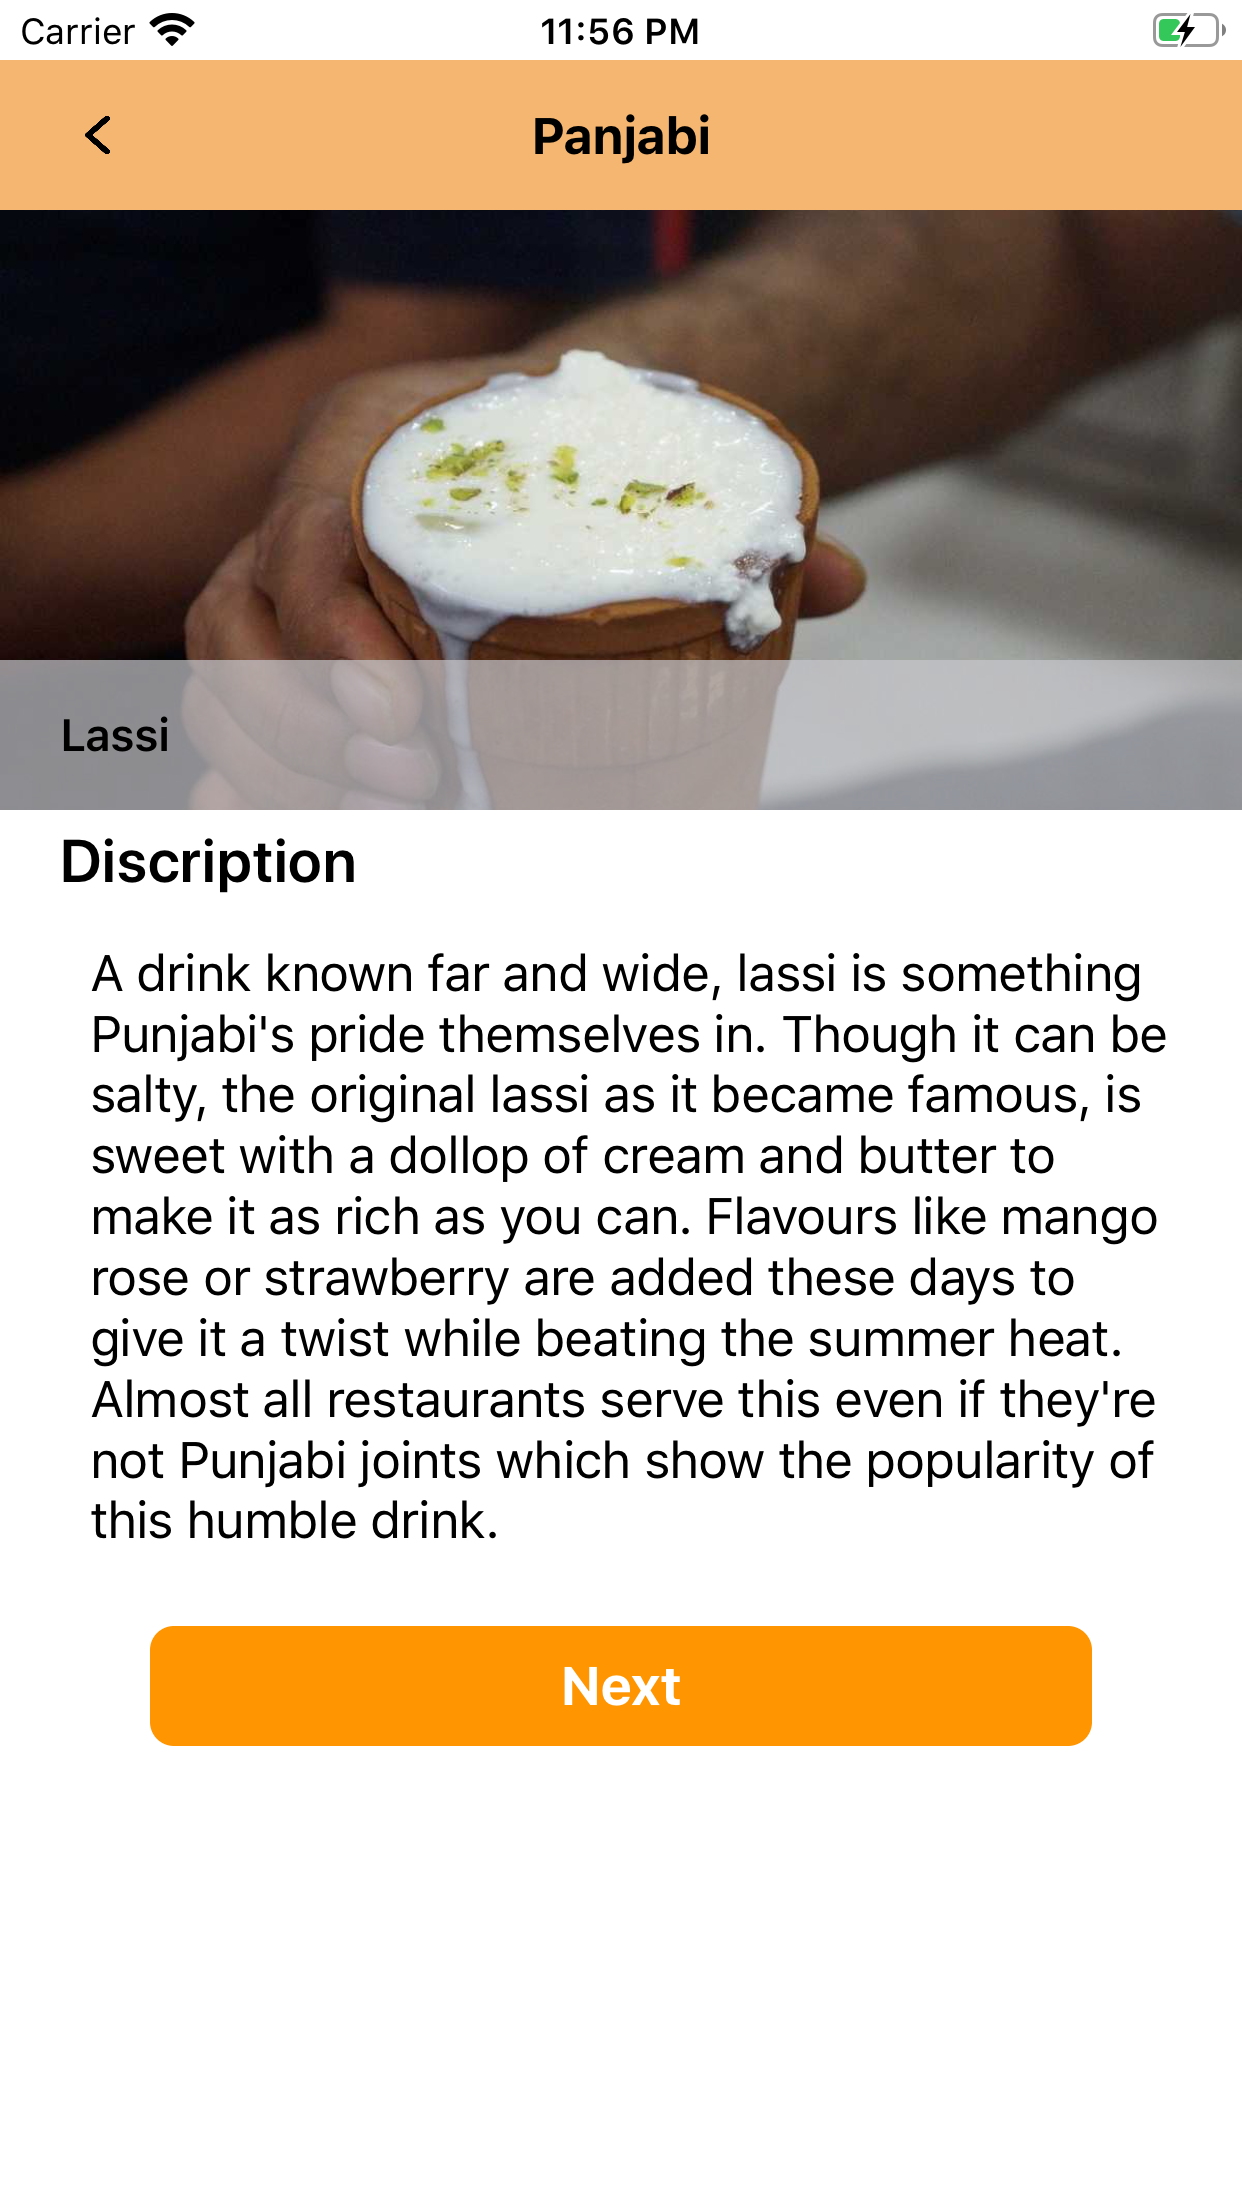 Carrier 11:56 PM
Panjabi
Lassi
Discription
A drink known far and wide, lassi is something
Punjabi's pride themselves in. Though it can be
salty, the original lassi as it became famous, is
sweet with a dollop of cream and butter to
make it as rich as you can. Flavours like mango
rose or strawberry are added these days to
give it a twist while beating the summer heat.
Almost all restaurants serve this even if they're
not Punjabi joints which show the popularity of
this humble drink.
Next